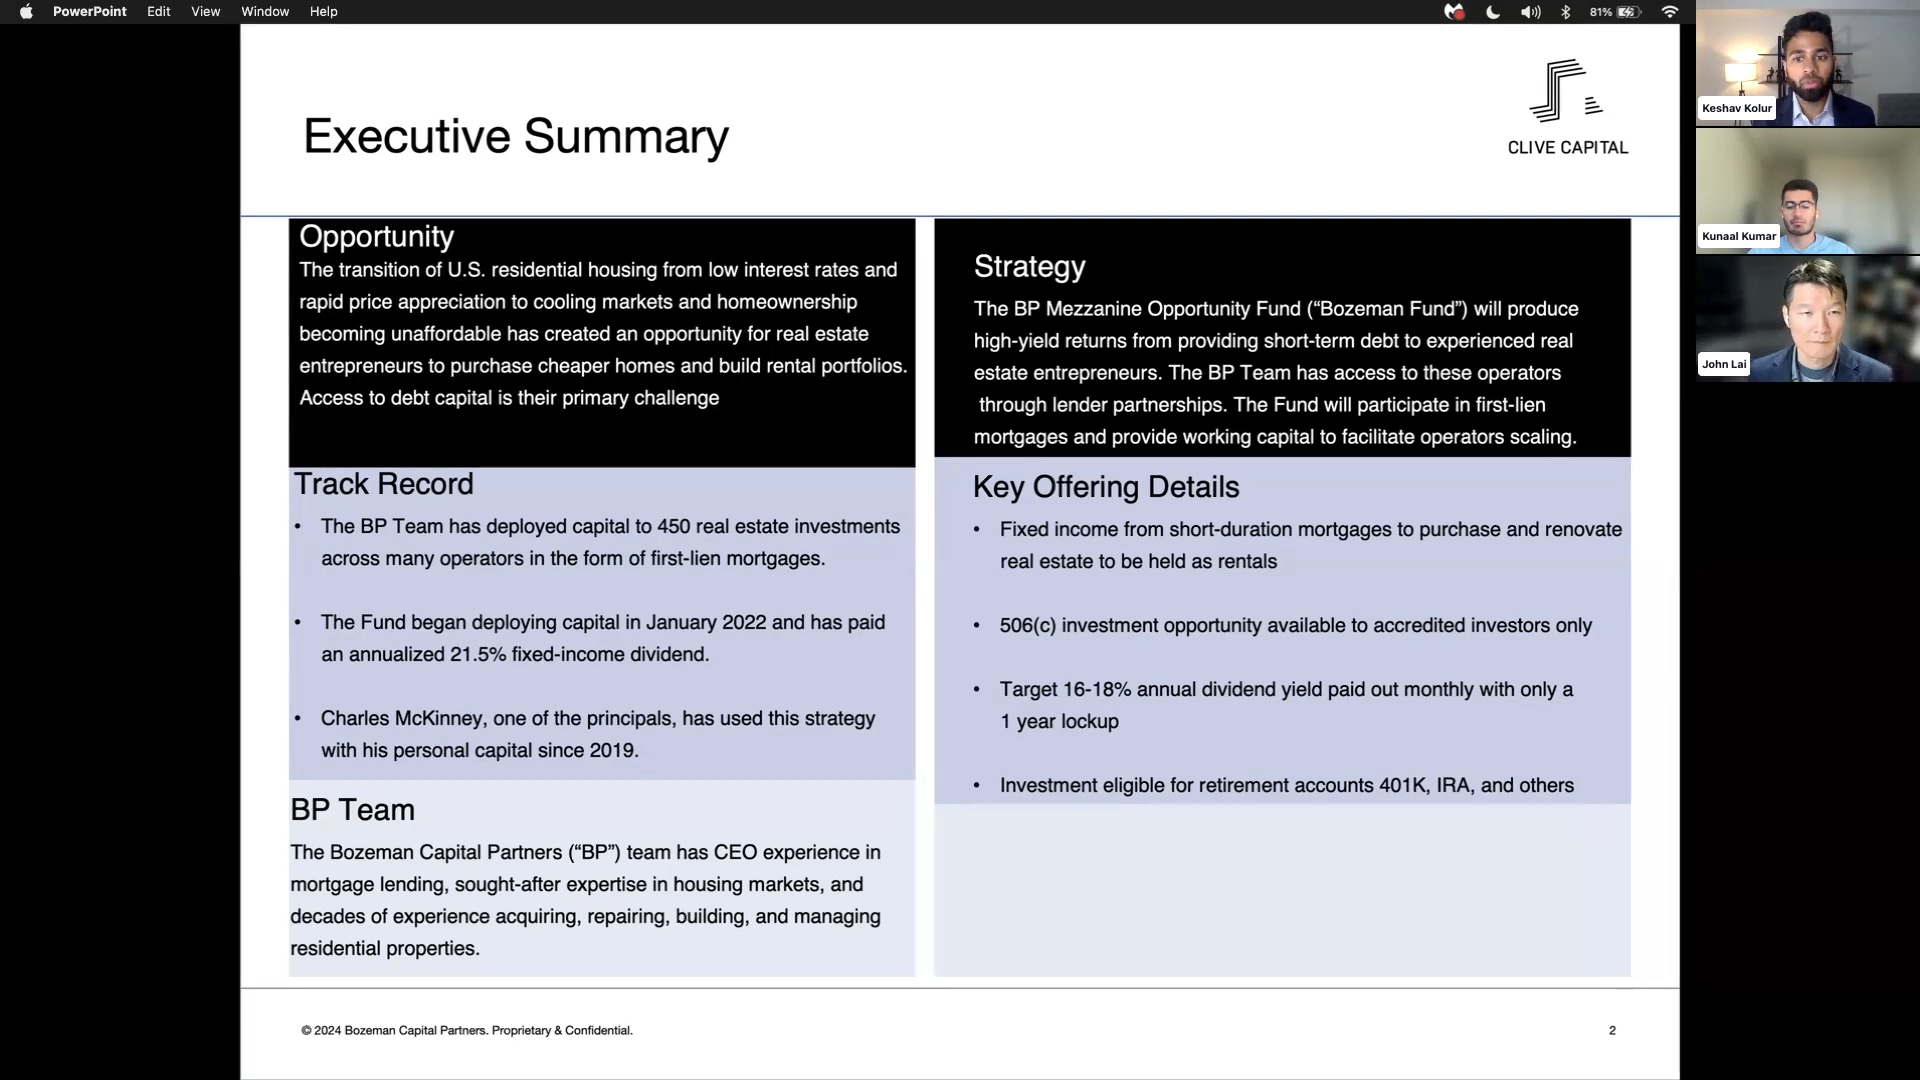 PowerPoint Edit View Window Help
81%
Executive Summary
CLIVE CAPITAL
Opportunity
The transition of U.S. residential housing from low interest rates and
rapid price appreciation to cooling markets and homeownership
becoming unaffordable has created an opportunity for real estate
entrepreneurs to purchase cheaper homes and build rental portfolios.
Access to debt capital is their primary challenge
Track Record
• The BP Team has deployed capital to 450 real estate investments
across many operators in the form of first-lien mortgages.
• The Fund began deploying capital in January 2022 and has paid
an annualized 21.5% fixed-income dividend.
• Charles McKinney, one of the principals, has used this strategy
with his personal capital since 2019.
BP Team
The Bozeman Capital Partners (“BP”) team has CEO experience in
mortgage lending, sought-after expertise in housing markets, and
decades of experience acquiring, repairing, building, and managing
residential properties.
Strategy
The BP Mezzanine Opportunity Fund (“Bozeman Fund”) will produce
high-yield returns from providing short-term debt to experienced real
estate entrepreneurs. The BP Team has access to these operators
through lender partnerships. The Fund will participate in first-lien
mortgages and provide working capital to facilitate operators scaling.
Key Offering Details
• Fixed income from short-duration mortgages to purchase and renovate
real estate to be held as rentals
• 506(c) investment opportunity available to accredited investors only
• Target 16-18% annual dividend yield paid out monthly with only a
1 year lockup
• Investment eligible for retirement accounts 401K, IRA, and others
© 2024 Bozeman Capital Partners. Proprietary & Confidential.
2
Keshav Kolur
Kunaal Kumar
John Lai